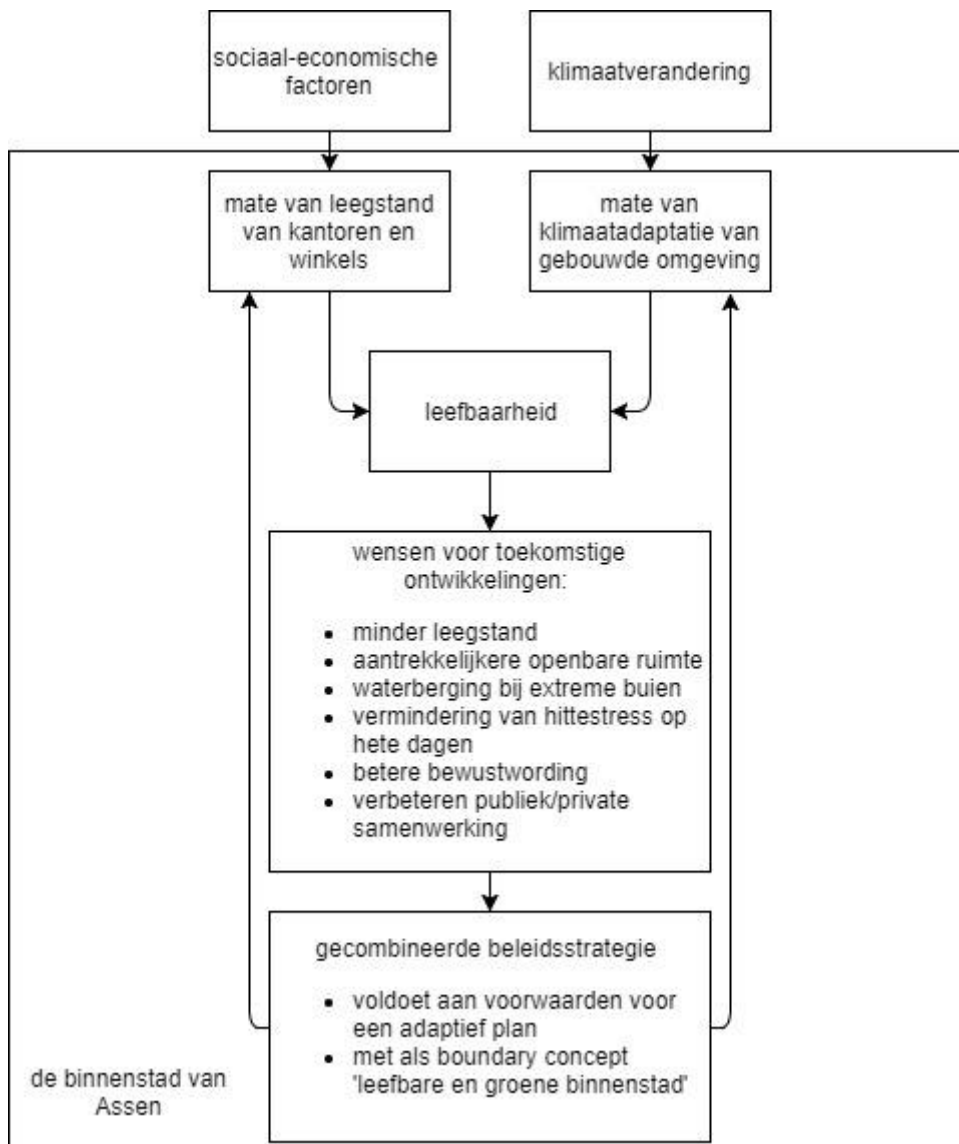 sociaal-economische
factoren
klimaatverandering
mate van leegstand
van kantoren en
winkels
mate van
klimaatadaptatie van
gebouwde omgeving
leefbaarheid
wensen voor toekomstige
ontwikkelingen:
• minder leegstand
• aantrekkelijkere openbare ruimte
• waterberging bij extreme buien
• vermindering van hittestress op
hete dagen
• betere bewustwording
• verbeteren publiek/private
samenwerking
gecombineerde beleidsstrategie
• voldoet aan voorwaarden voor
een adaptief plan
• met als boundary concept
'leefbare en groene binnenstad'
de binnenstad van
Assen